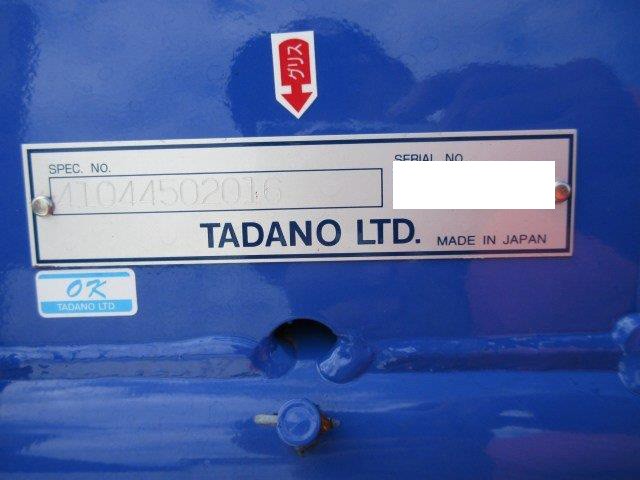 グリス
SPEC. NO.
SERIAL NO.
41044502016
TADANO LTD.
MADE IN JAPAN
OK
TADANO LTD